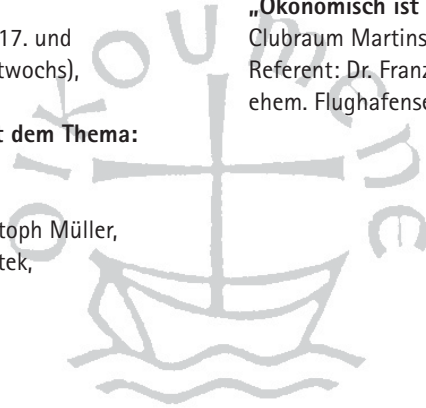 17. und
twochs),
t dem Thema:
toph Müller,
tek,
„Ökonomisch ist
Clubraum Martins
Referent: Dr. Franz
ehem. Flughafense
oikoumene